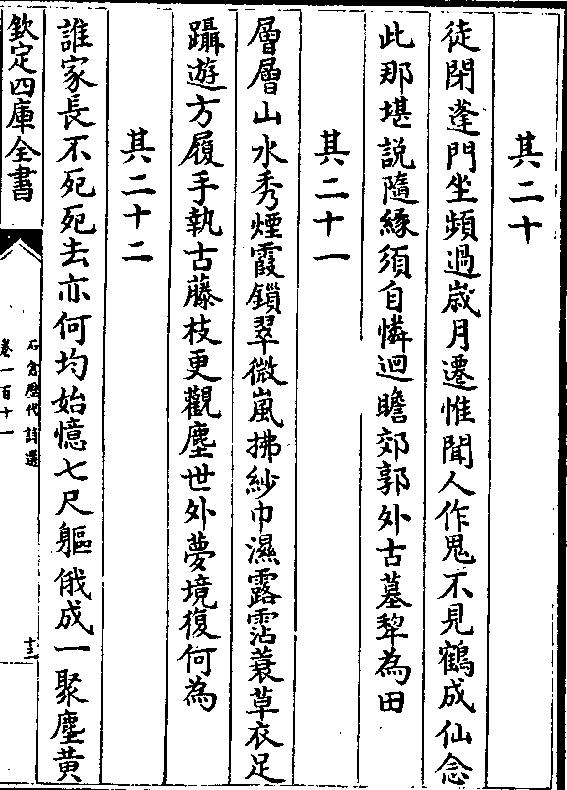 其二十
徒閉蓬門坐頻過歲月遷惟聞人作鬼不見鶴成仙念
此那堪説隨緣須自憐迴瞻郊郭外古墓犂為田
其二十一
層層山水秀煙霞鎻翠微嵐拂紗巾濕露霑蓑草衣足
躡遊方履手執古藤枝更觀塵世外夢境復何為
其二十二
誰家長不死死去亦何均始憶七尺軀俄成一聚塵黄
欽定四庫全書
石倉歷代詩選
卷一百十一
十三